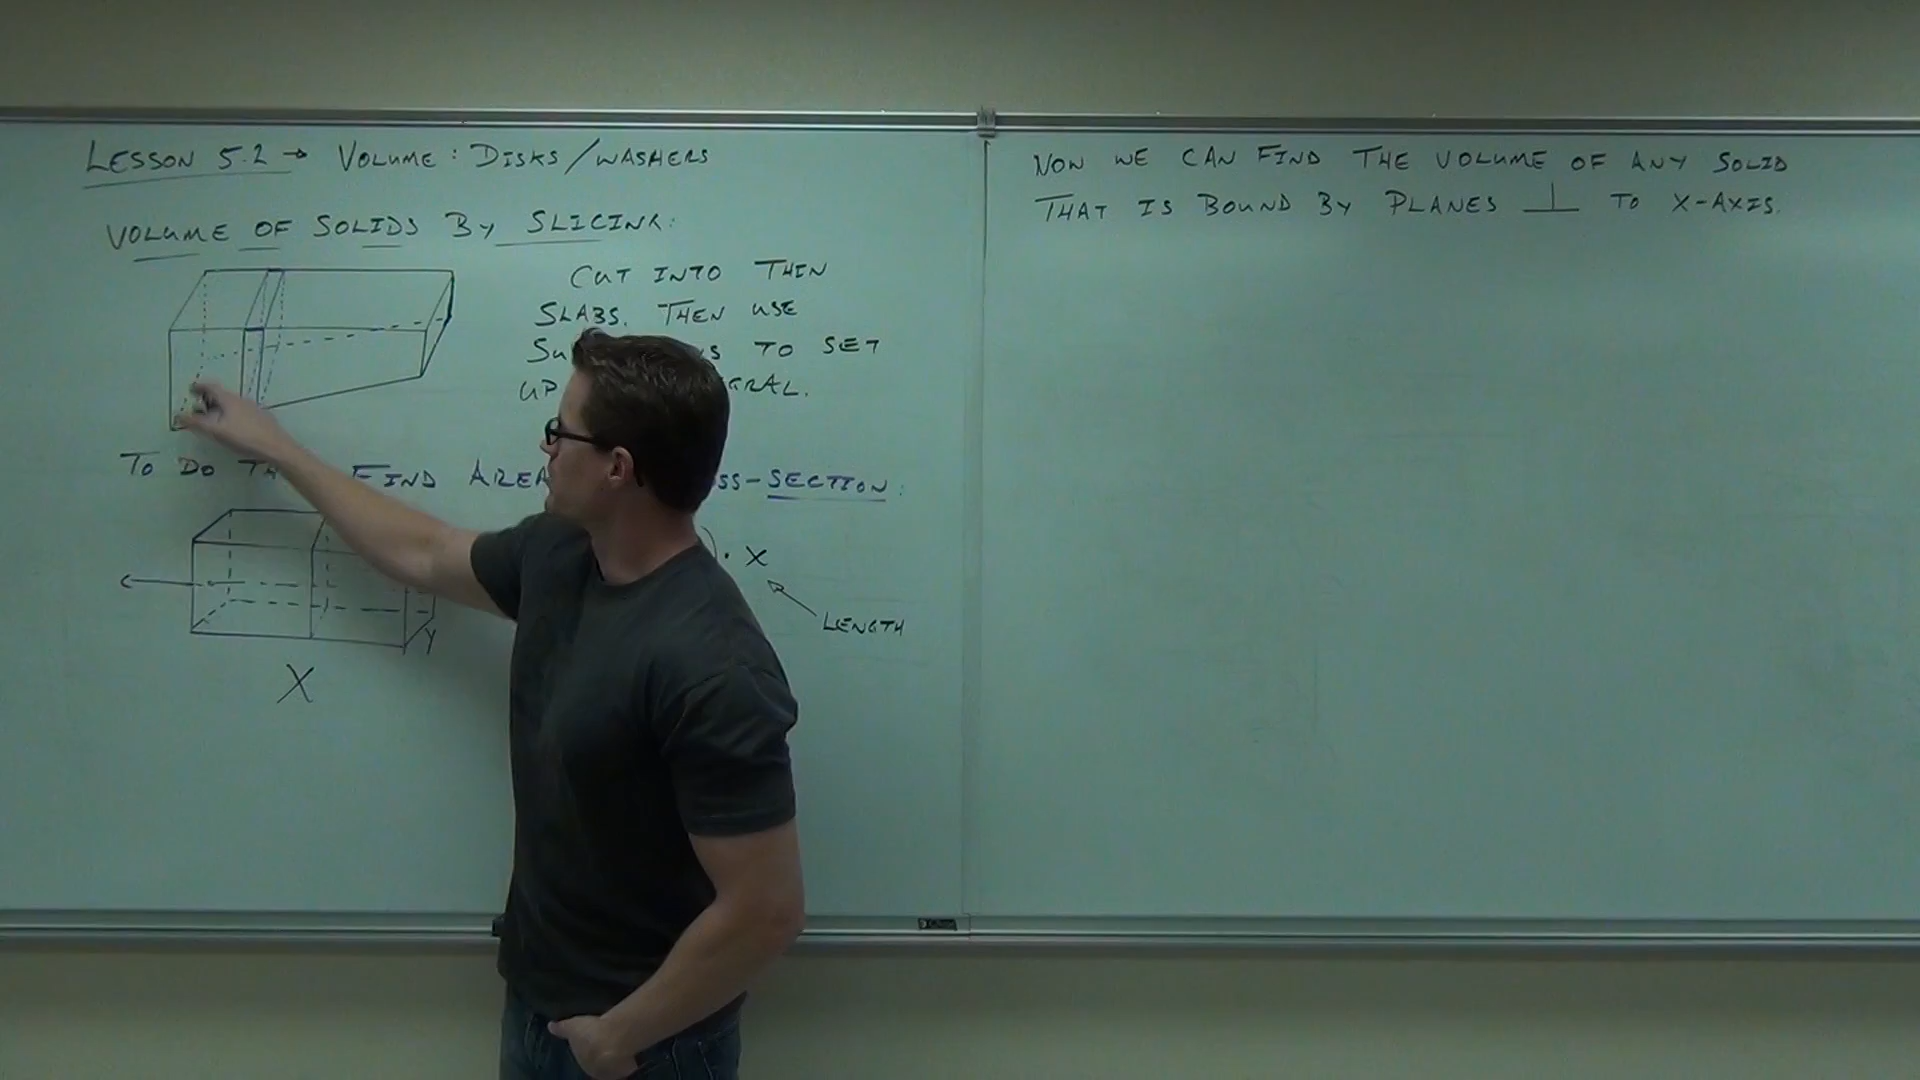 LESSON 5.2 → VOLUME: DISKS/WASHERS
VOLUME OF SOLIDS BY SLICING:
CUT INTO THIN
SLABS. THEN USE
TO SET
UP
TO DO FIND AREA SECTION:
) · X
LENGTH
Y
X
NOW WE CAN FIND THE VOLUME OF ANY SOLID
THAT IS BOUND BY PLANES ⊥ TO X-AXIS.